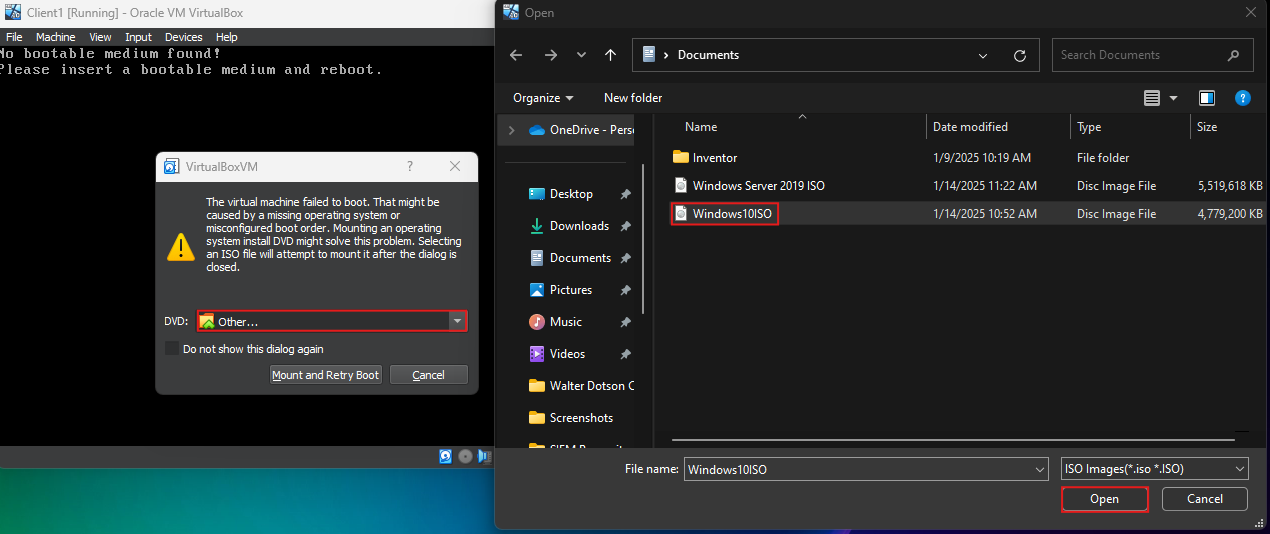 Client1 [Running] - Oracle VM VirtualBox
File Machine View Input Devices Help
No bootable medium found!
Please insert a bootable medium and reboot.
VirtualBoxVM
?
The virtual machine failed to boot. That might be
caused by a missing operating system or
misconfigured boot order. Mounting an operating
system install DVD might solve this problem. Selecting
an ISO file will attempt to mount it after the dialog is
closed.
DVD: Other...
Do not show this dialog again
Mount and Retry Boot Cancel
Open
Documents
Search Documents
Organize New folder
?
OneDrive - Perso
Desktop
Downloads
Documents
Pictures
Music
Videos
Walter Dotson C
Screenshots
Name Date modified Type Size
Inventor 1/9/2025 10:19 AM File folder
Windows Server 2019 ISO 1/14/2025 11:22 AM Disc Image File 5,519,618 KB
Windows10ISO 1/14/2025 10:52 AM Disc Image File 4,779,200 KB
File name: Windows10ISO ISO Images(*.iso *.ISO)
Open Cancel